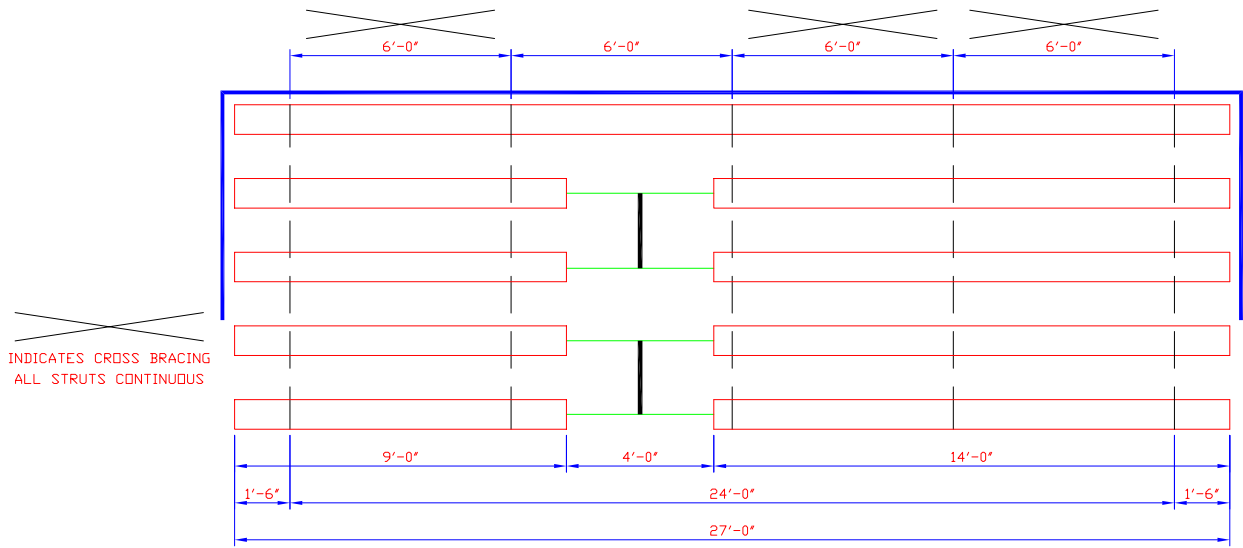 6'-0" 6'-0" 6'-0" 6'-0"
INDICATES CROSS BRACING
ALL STRUTS CONTINUOUS
9'-0" 4'-0" 14'-0"
1'-6" 24'-0" 1'-6"
27'-0"